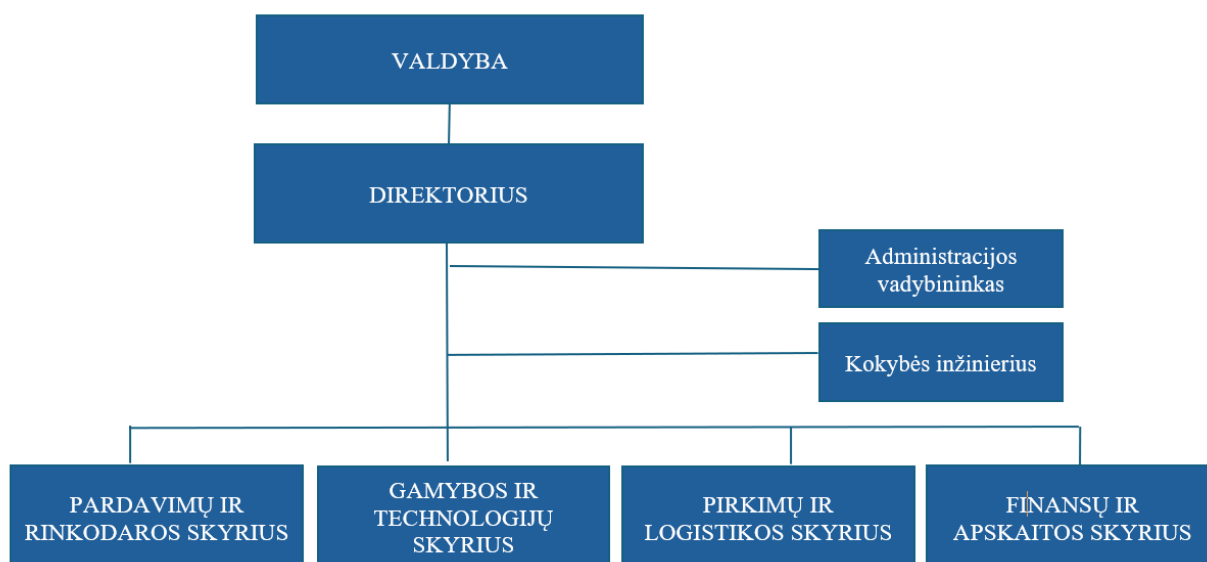 VALDYBA
DIREKTORIUS
Administracijos
vadybininkas
Kokybės inžinierius
PARDAVIMŲ IR
RINKODAROS SKYRIUS
GAMYBOS IR
TECHNOLOGIJŲ
SKYRIUS
PIRKIMŲ IR
LOGISTIKOS SKYRIUS
FINANSŲ IR
APSKAITOS SKYRIUS